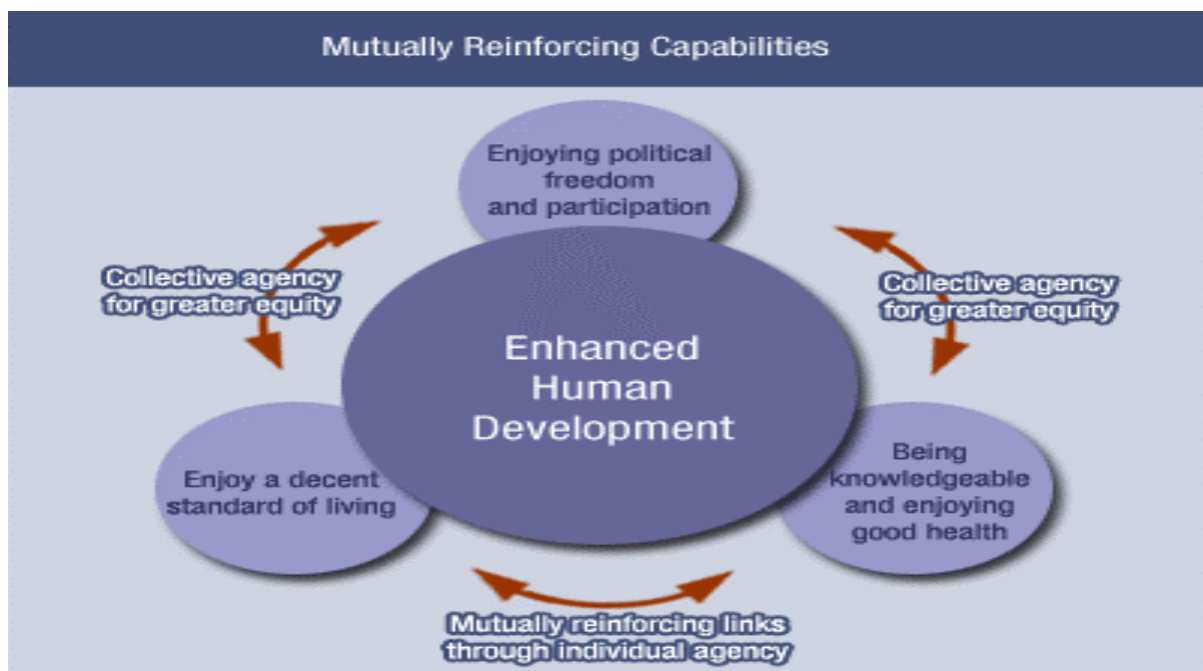 Mutually Reinforcing Capabilities
Enjoying political
freedom
and participation
Collective agency
for greater equity
Collective agency
for greater equity
Enhanced
Human
Development
Enjoy a decent
standard of living
Being
knowledgeable
and enjoying
good health
Mutually reinforcing links
through individual agency